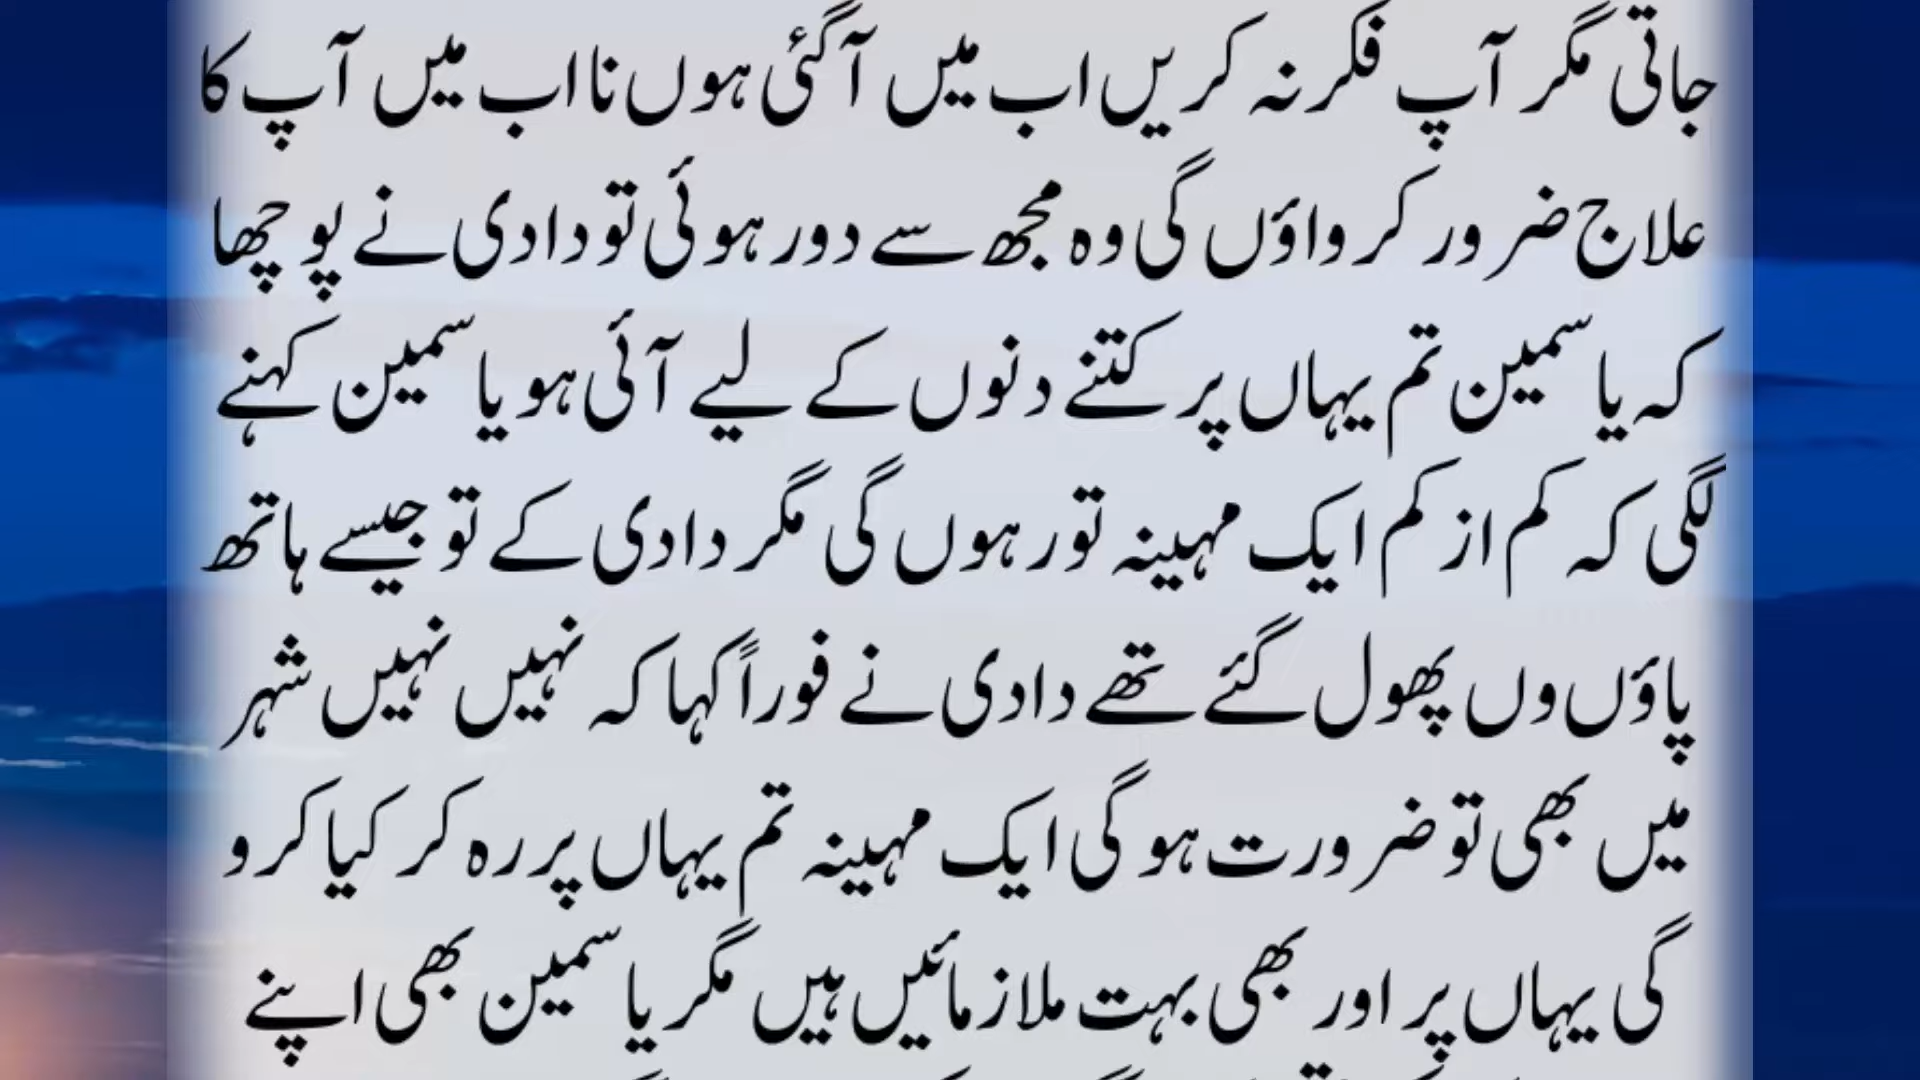 جاتی مگر آپ فکر نہ کریں اب میں آگئی ہوں نا اب میں آپ کا
علاج ضرور کرواؤں گی وہ مجھ سے دور ہوئی تو دادی نے پوچھا
کہ یاسمین تم یہاں پر کتنے دنوں کے لیے آئی ہو یاسمین کہنے
لگی کہ کم از کم ایک مہینہ تو رہوں گی مگر دادی کے تو جیسے ہاتھ
پاؤں وں پھول گئے تھے دادی نے فوراً کہا کہ نہیں نہیں شہر
میں بھی تو ضرورت ہوگی ایک مہینہ تم یہاں پر رہ کر کیا کرو
گی یہاں پر اور بھی بہت ملازمائیں ہیں مگر یاسمین بھی اپنے